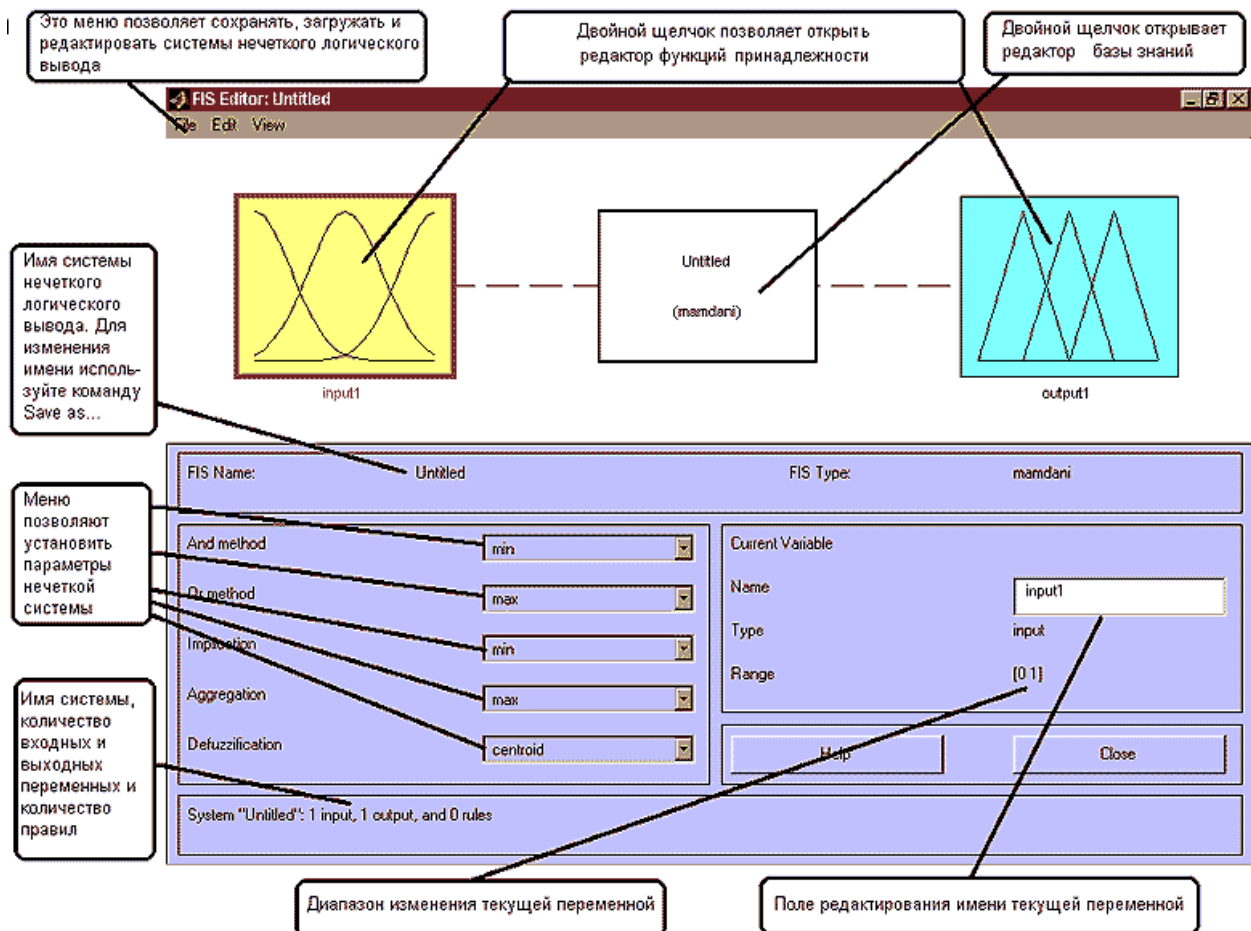 Это меню позволяет сохранять, загружать и
редактировать системы нечеткого логического
вывода
Двойной щелчок позволяет открыть
редактор функций принадлежности
Двойной щелчок открывает
редактор базы знаний
FIS Editor: Untitled
File Edit View
Имя системы
нечеткого
логического
вывода. Для
изменения
имени исполь-
зуйте команду
Save as...
input1
Untitled
(mamdani)
output1
FIS Name: Untitled FIS Type: mamdani
Меню
позволяют
установить
параметры
нечеткой
системы
And method min
Or method max
Implication min
Aggregation max
Defuzzification centroid
Current Variable
Name input1
Type input
Range [0 1]
Help Close
Имя системы,
количество
входных и
выходных
переменных и
количество
правил
System "Untitled": 1 input, 1 output, and 0 rules
Диапазон изменения текущей переменной
Поле редактирования имени текущей переменной